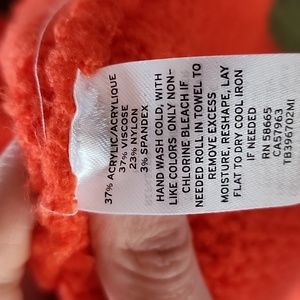 37% ACRYLIC/ACRYLIQUE
37% VISCOSE
23% NYLON
3% SPANDEX
HAND WASH COLD, WITH
LIKE COLORS ONLY NON-
CHLORINE BLEACH IF
NEEDED ROLL IN TOWEL TO
REMOVE EXCESS
MOISTURE, RESHAPE, LAY
FLAT TO DRY COOL IRON
IF NEEDED
RN 58665
CA57963
TB396702MI